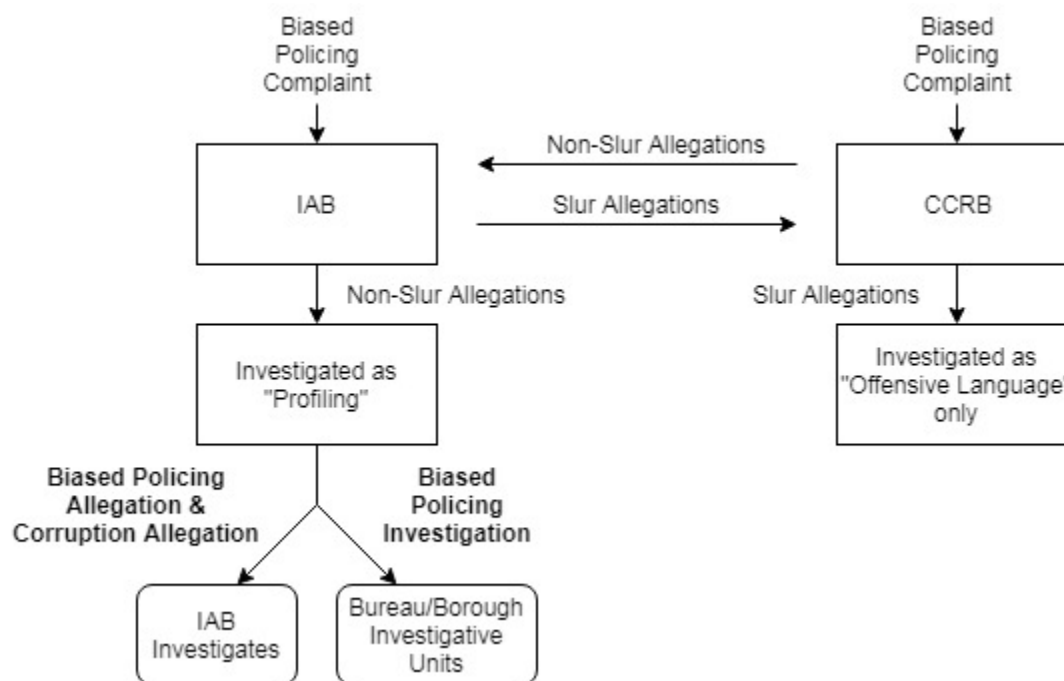 Biased
Policing
Complaint
Biased
Policing
Complaint
Non-Slur Allegations
IAB
Slur Allegations
CCRB
Non-Slur Allegations
Slur Allegations
Investigated as
"Profiling"
Investigated as
"Offensive Language"
only
Biased Policing
Allegation &
Corruption Allegation
Biased
Policing
Investigation
IAB
Investigates
Bureau/Borough
Investigative
Units